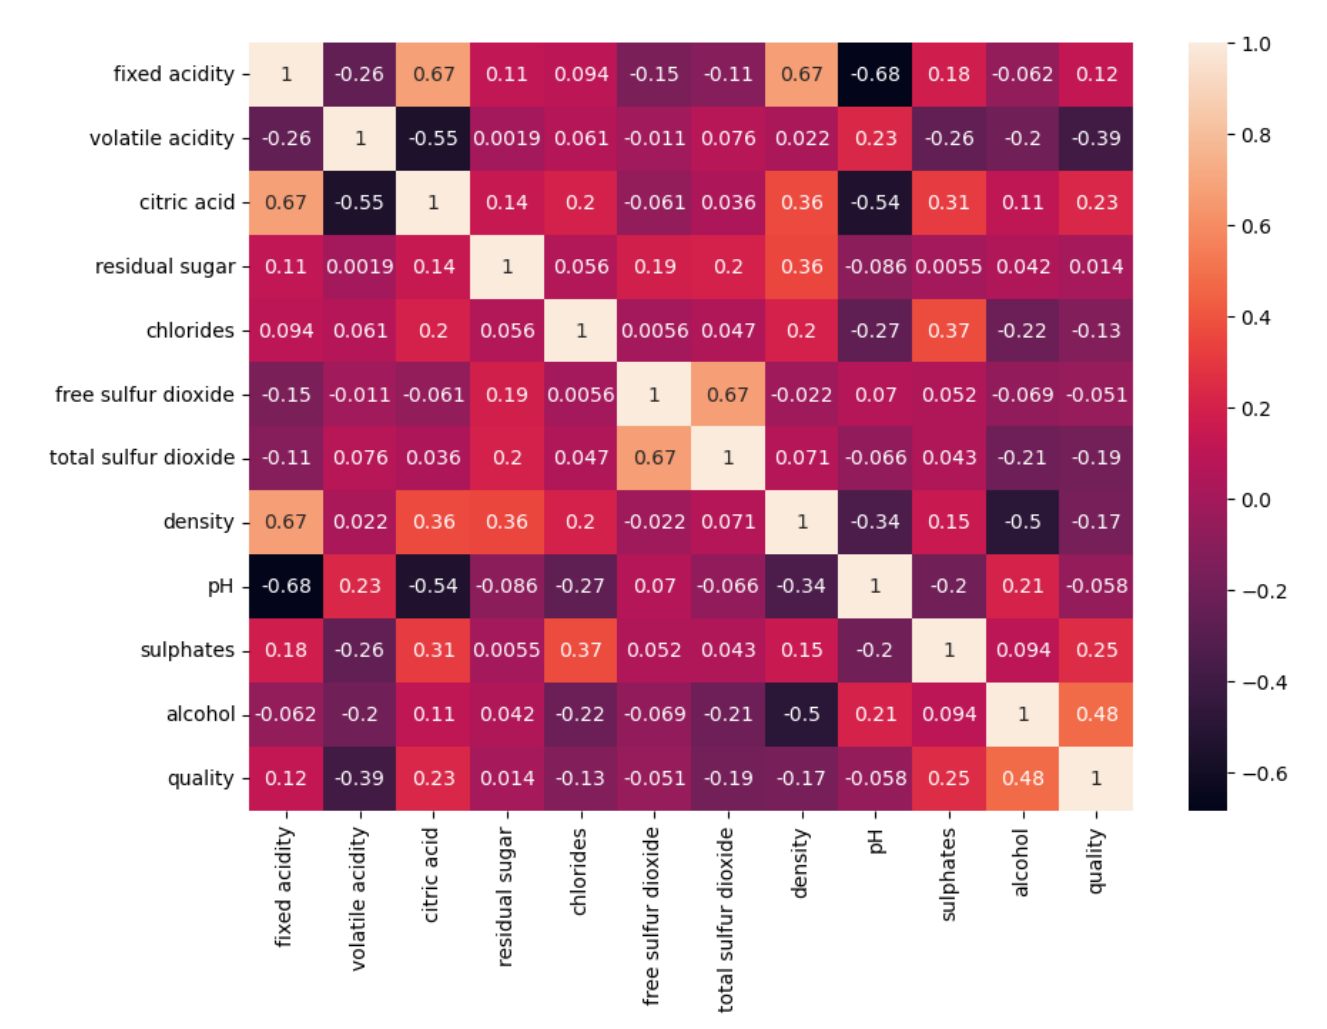 fixed acidity 1 -0.26 0.67 0.11 0.094 -0.15 -0.11 0.67 -0.68 0.18 -0.062 0.12
volatile acidity -0.26 1 -0.55 0.0019 0.061 -0.011 0.076 0.022 0.23 -0.26 -0.2 -0.39
citric acid 0.67 -0.55 1 0.14 0.2 -0.061 0.036 0.36 -0.54 0.31 0.11 0.23
residual sugar 0.11 0.0019 0.14 1 0.056 0.19 0.2 0.36 -0.086 0.0055 0.042 0.014
chlorides 0.094 0.061 0.2 0.056 1 0.0056 0.047 0.2 -0.27 0.37 -0.22 -0.13
free sulfur dioxide -0.15 -0.011 -0.061 0.19 0.0056 1 0.67 -0.022 0.07 0.052 -0.069 -0.051
total sulfur dioxide -0.11 0.076 0.036 0.2 0.047 0.67 1 0.071 -0.066 0.043 -0.21 -0.19
density 0.67 0.022 0.36 0.36 0.2 -0.022 0.071 1 -0.34 0.15 -0.5 -0.17
pH -0.68 0.23 -0.54 -0.086 -0.27 0.07 -0.066 -0.34 1 -0.2 0.21 -0.058
sulphates 0.18 -0.26 0.31 0.0055 0.37 0.052 0.043 0.15 -0.2 1 0.094 0.25
alcohol -0.062 -0.2 0.11 0.042 -0.22 -0.069 -0.21 -0.5 0.21 0.094 1 0.48
quality 0.12 -0.39 0.23 0.014 -0.13 -0.051 -0.19 -0.17 -0.058 0.25 0.48 1
fixed acidity
volatile acidity
citric acid
residual sugar
chlorides
free sulfur dioxide
total sulfur dioxide
density
pH
sulphates
alcohol
quality
1.0
0.8
0.6
0.4
0.2
0.0
−0.2
−0.4
−0.6